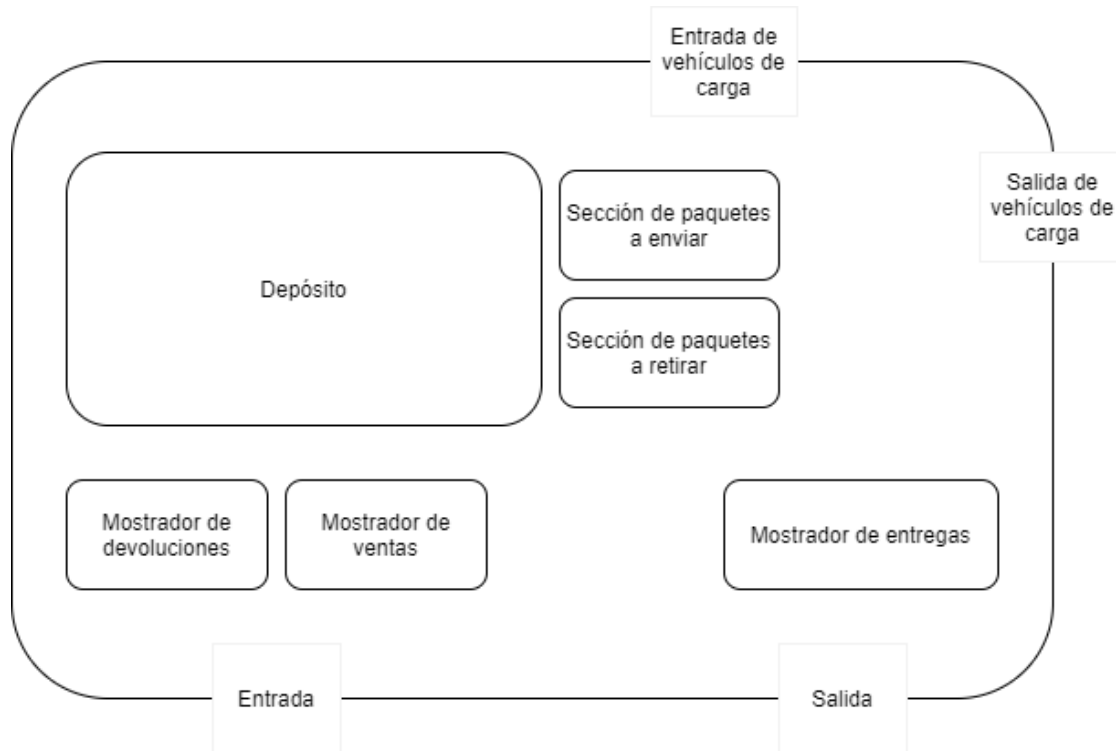 Entrada de
vehículos de
carga
Salida de
vehículos de
carga
Sección de paquetes
a enviar
Depósito
Sección de paquetes
a retirar
Mostrador de
devoluciones
Mostrador de
ventas
Mostrador de entregas
Entrada
Salida